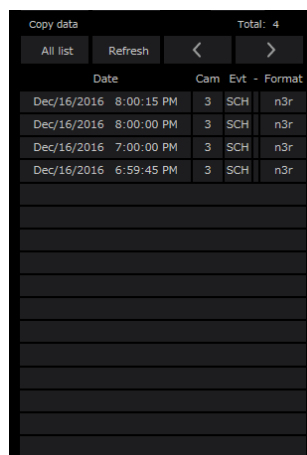 Copy data Total: 4
All list Refresh < >
Date Cam Evt - Format
Dec/16/2016 8:00:15 PM 3 SCH n3r
Dec/16/2016 8:00:00 PM 3 SCH n3r
Dec/16/2016 7:00:00 PM 3 SCH n3r
Dec/16/2016 6:59:45 PM 3 SCH n3r